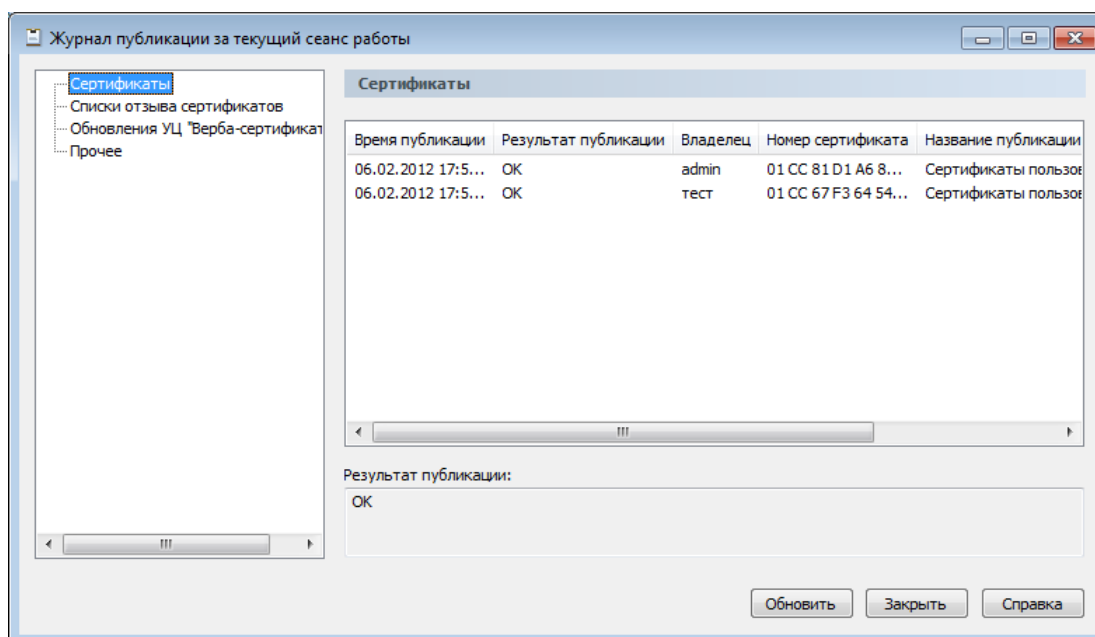 Журнал публикации за текущий сеанс работы
Сертификаты
Списки отзыва сертификатов
Обновления УЦ "Верба-сертификат
Прочее
Сертификаты
Время публикации Результат публикации Владелец Номер сертификата Название публикации
06.02.2012 17:5... OK admin 01 CC 81 D1 A6 8... Сертификаты пользов
06.02.2012 17:5... OK тест 01 CC 67 F3 64 54... Сертификаты пользов
Результат публикации:
OK
Обновить Закрыть Справка